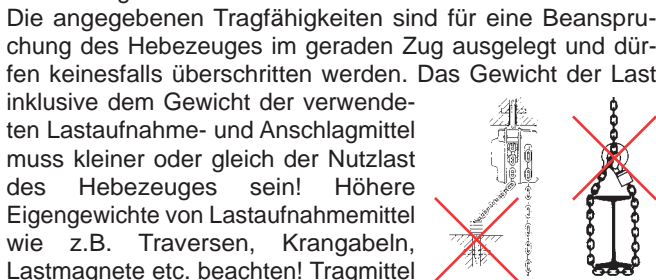 Die angegebenen Tragfähigkeiten sind für eine Beanspru-
chung des Hebezeuges im geraden Zug ausgelegt und dür-
fen keinesfalls überschritten werden. Das Gewicht der Last
inklusive dem Gewicht der verwende-
ten Lastaufnahme- und Anschlagmittel
muss kleiner oder gleich der Nutzlast
des Hebezeuges sein! Höhere
Eigengewichte von Lastaufnahmemittel
wie z.B. Traversen, Krangabeln,
Lastmagnete etc. beachten! Tragmittel